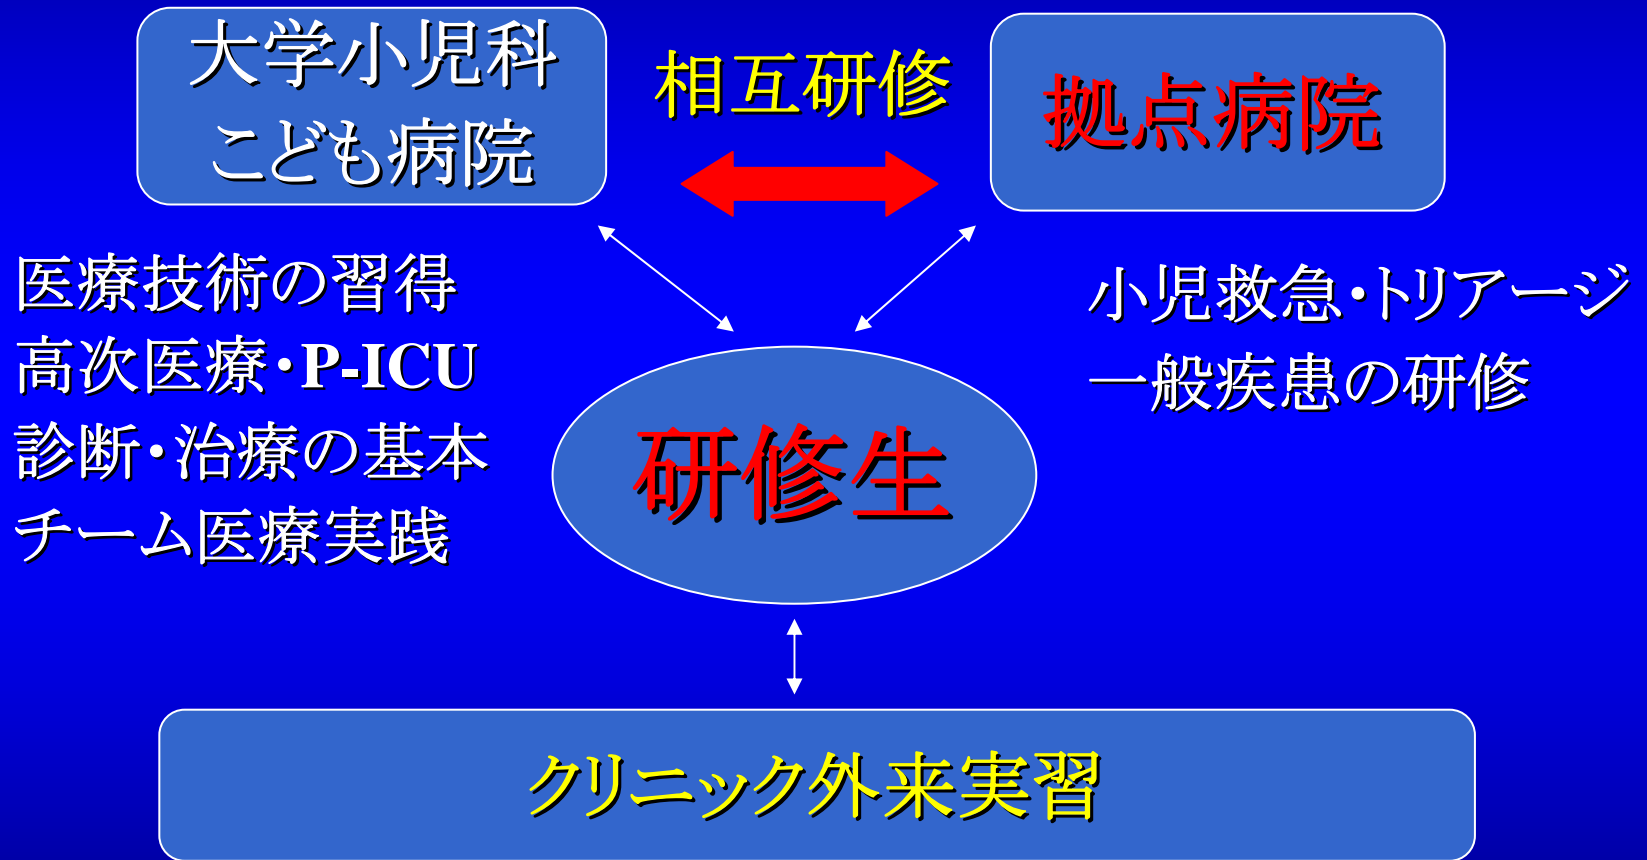 大学小児科
こども病院
相互研修
拠点病院
医療技術の習得
高次医療・P-ICU
診断・治療の基本
チーム医療実践
小児救急・トリアージ
一般疾患の研修
研修生
クリニック外来実習